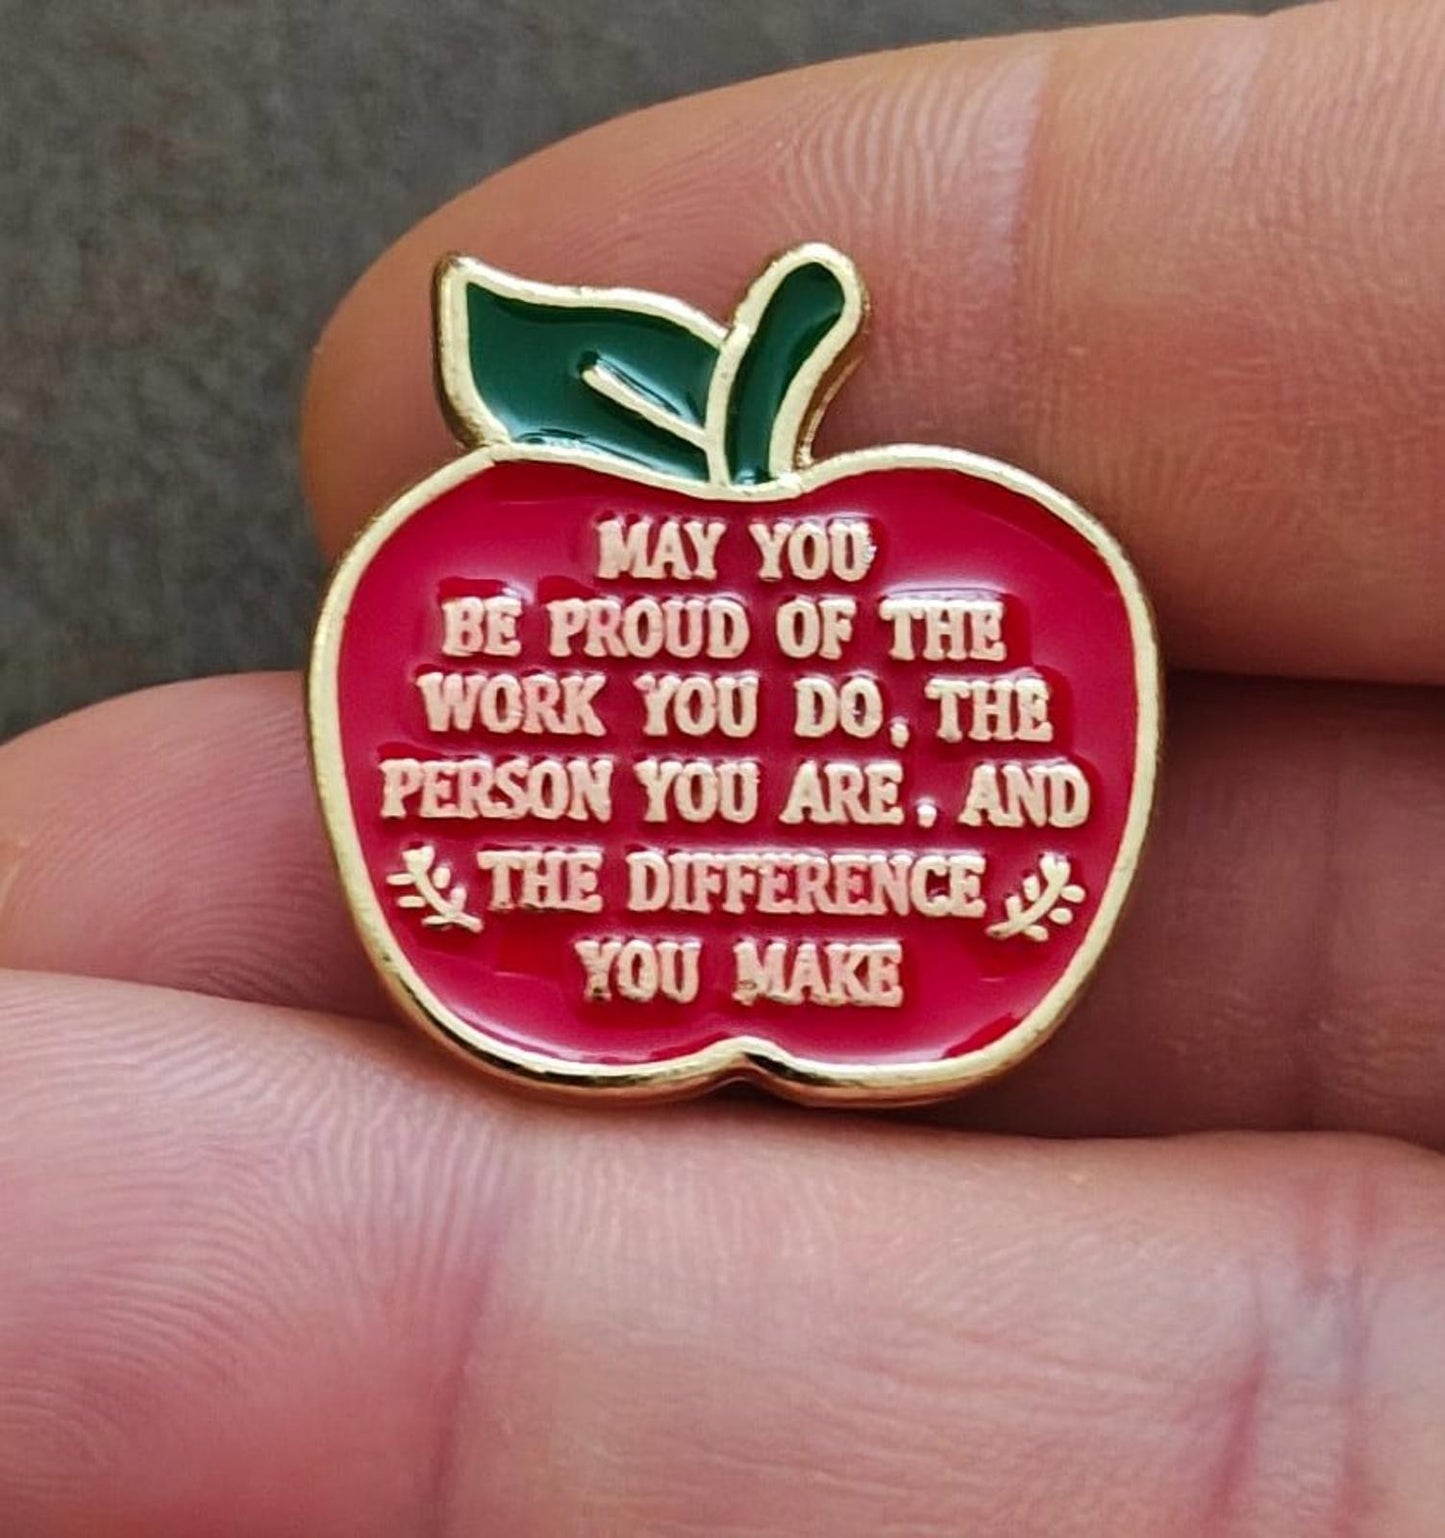 MAY YOU
BE PROUD OF THE
WORK YOU DO, THE
PERSON YOU ARE, AND
THE DIFFERENCE
YOU MAKE